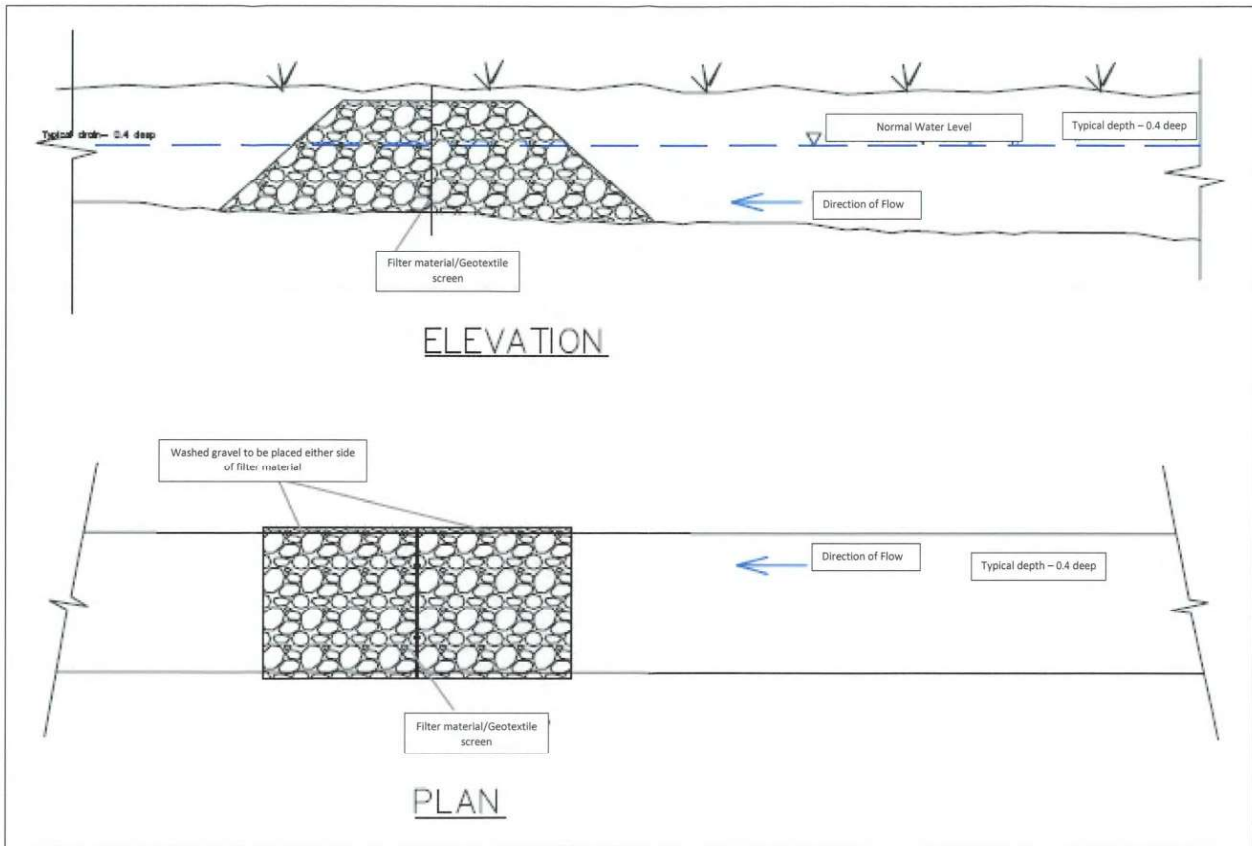 Normal Water Level
Typical depth – 0.4 deep
Typical drain– 0.4 deep
Direction of Flow
Filter material/Geotextile
screen
ELEVATION
Washed gravel to be placed either side
of filter material
Direction of Flow
Typical depth – 0.4 deep
Filter material/Geotextile
screen
PLAN